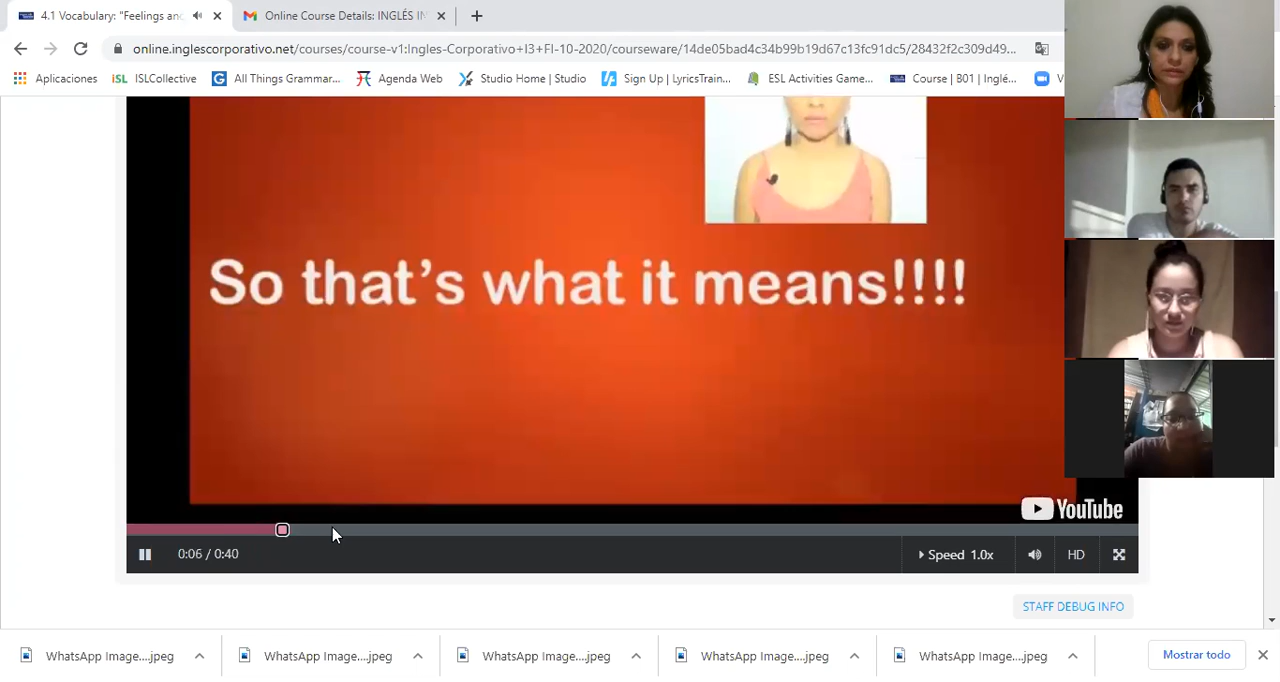 4.1 Vocabulary: "Feelings and
Online Course Details: INGLÉS IN
online.inglescorporativo.net/courses/course-v1:Ingles-Corporativo+I3+FI-10-2020/courseware/14de05bad4c34b99b19d67c13fc91dc5/28432f2c309d49...
Aplicaciones
iSL ISLCollective
G All Things Grammar...
Agenda Web
Studio Home | Studio
Sign Up | LyricsTrain...
ESL Activities Game...
Course | B01 | Inglé...
So that's what it means!!!!
YouTube
0:06 / 0:40
Speed 1.0x
HD
STAFF DEBUG INFO
WhatsApp Image....jpeg
WhatsApp Image....jpeg
WhatsApp Image....jpeg
WhatsApp Image....jpeg
WhatsApp Image....jpeg
Mostrar todo